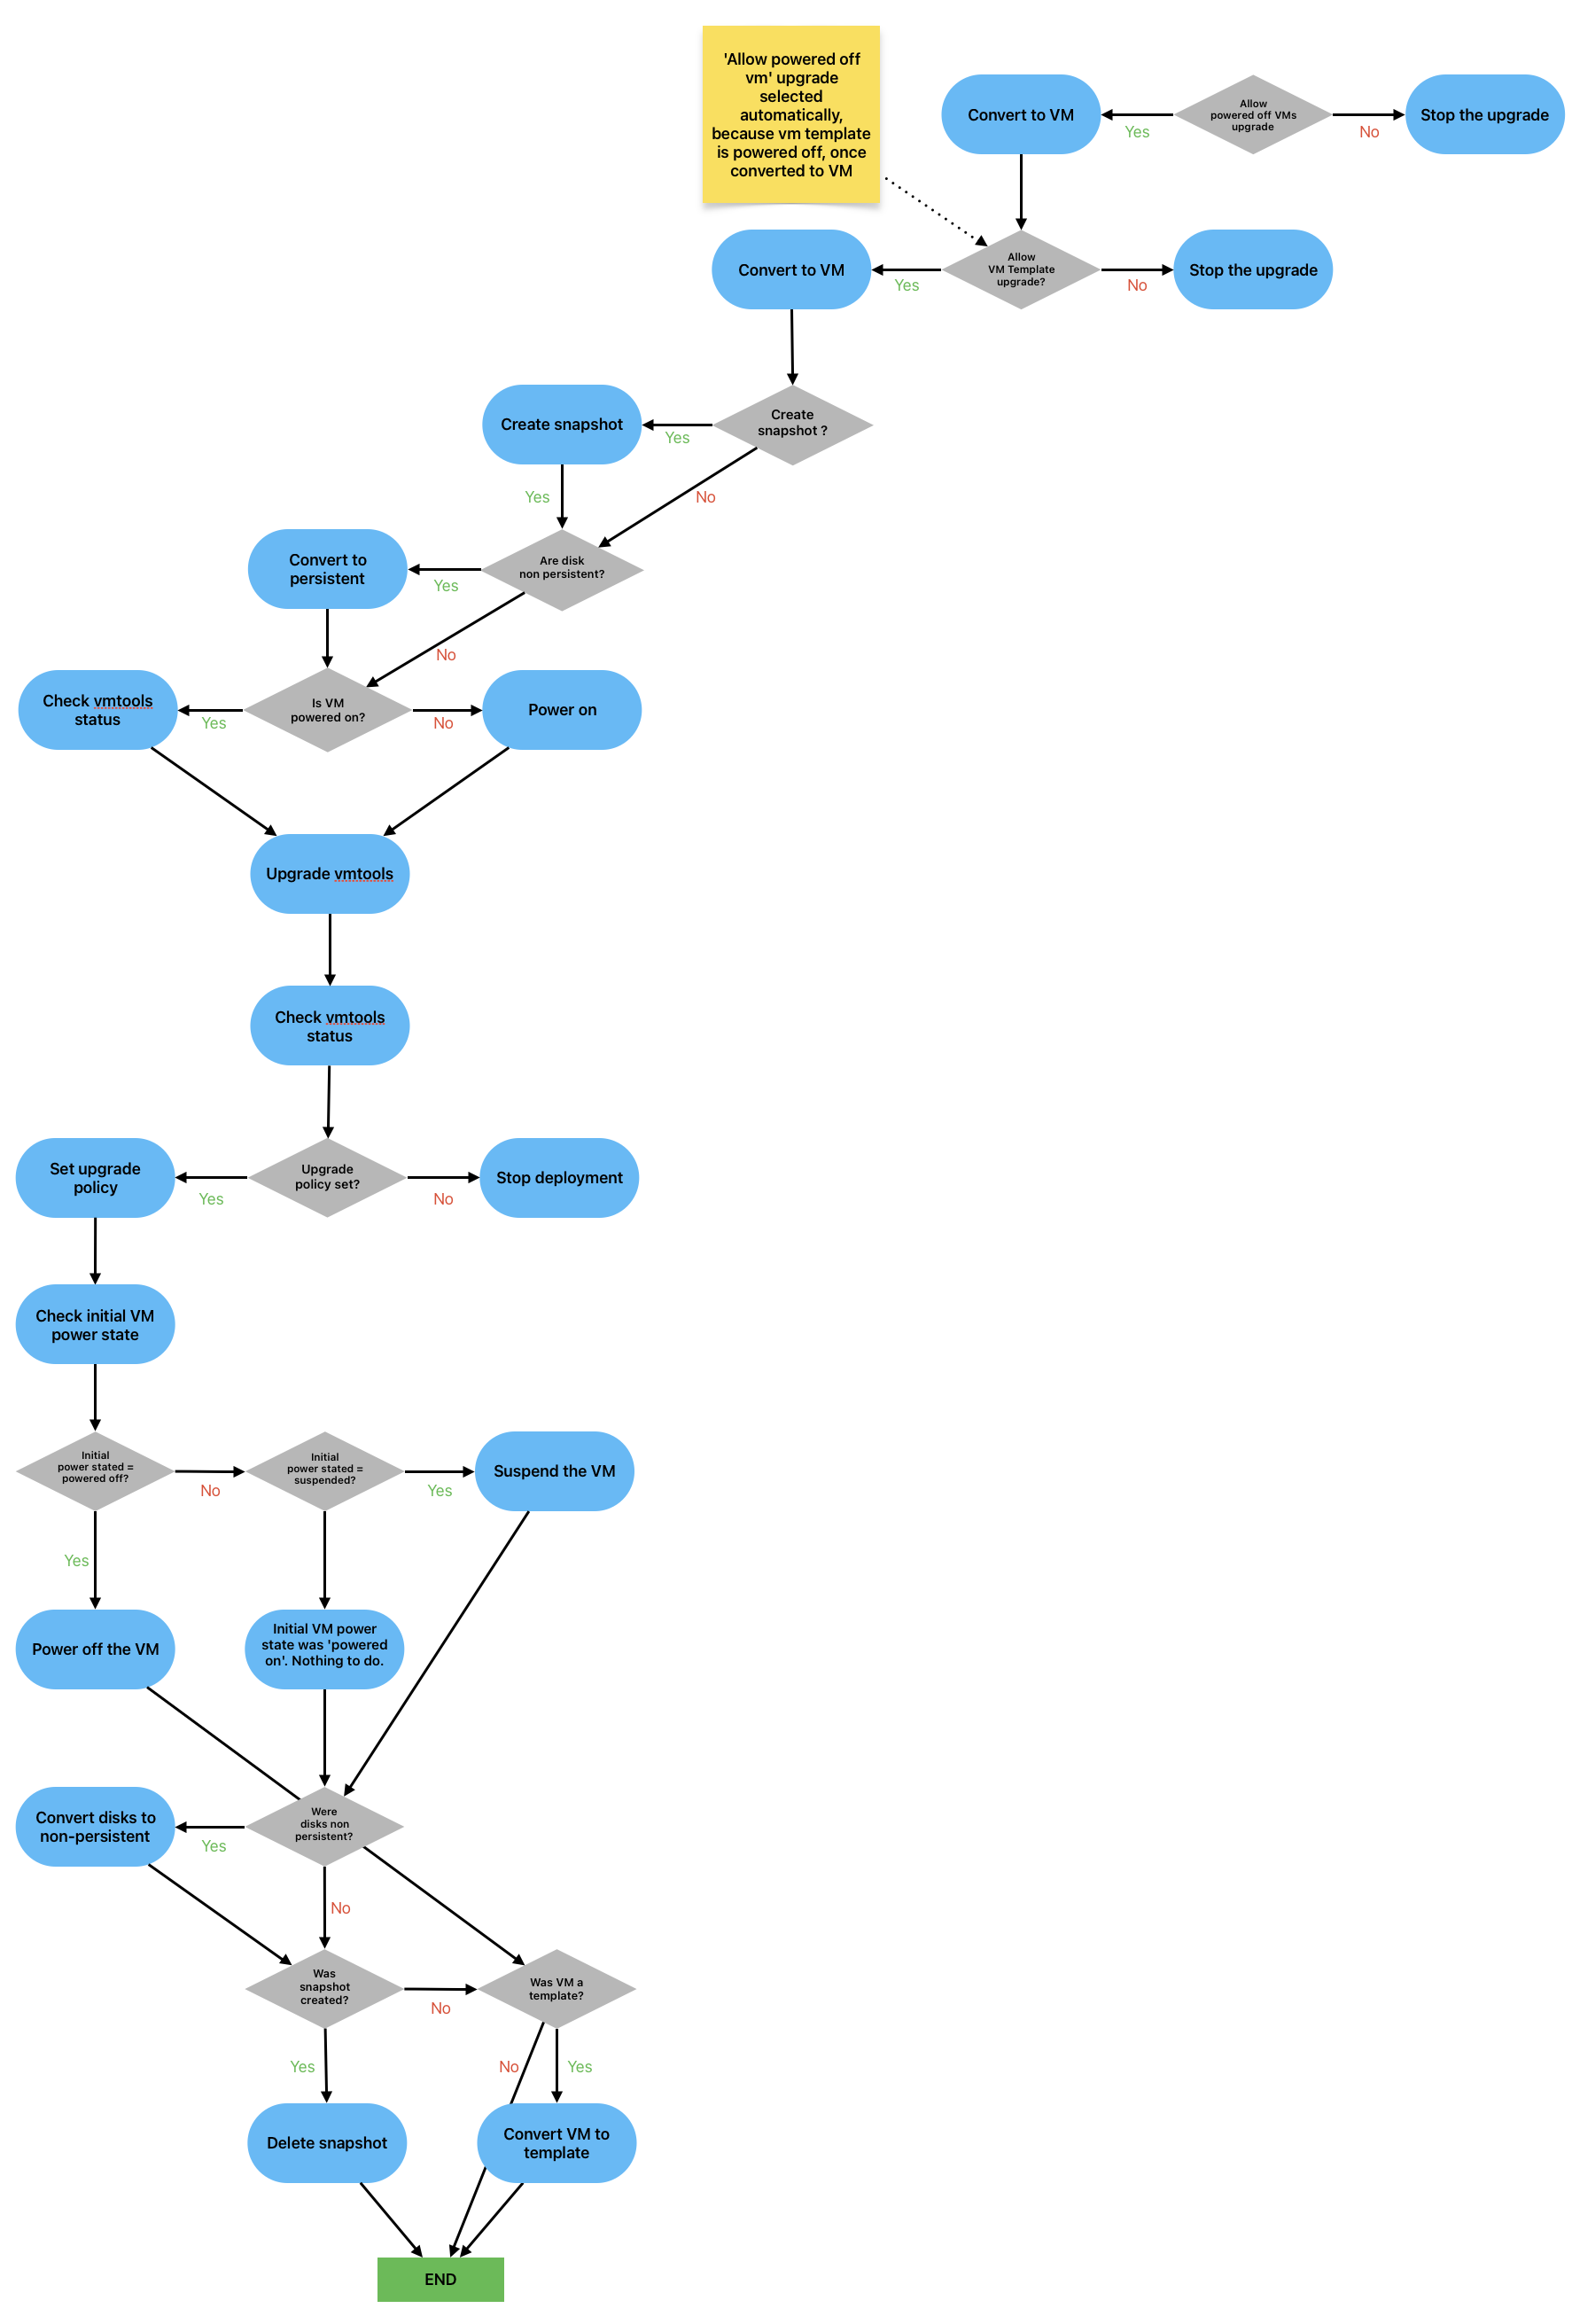 'Allow powered off
vm' upgrade
selected
automatically,
because vm template
is powered off, once
converted to VM
Convert to VM
Yes
Allow
powered off VMs
upgrade
No
Stop the upgrade
Convert to VM
Yes
Allow
VM Template
upgrade?
No
Stop the upgrade
Create snapshot
Yes
Create
snapshot ?
Yes
No
Convert to
persistent
Yes
Are disk
non persistent?
No
Check vmtools
status
Yes
Is VM
powered on?
No
Power on
Upgrade vmtools
Check vmtools
status
Set upgrade
policy
Yes
Upgrade
policy set?
No
Stop deployment
Check initial VM
power state
Initial
power stated =
powered off?
No
Initial
power stated =
suspended?
Yes
Suspend the VM
Yes
Power off the VM
Initial VM power
state was 'powered
on'. Nothing to do.
Convert disks to
non-persistent
Yes
Were
disks non
persistent?
No
Was
snapshot
created?
No
Was VM a
template?
Yes
No
Yes
Delete snapshot
Convert VM to
template
END